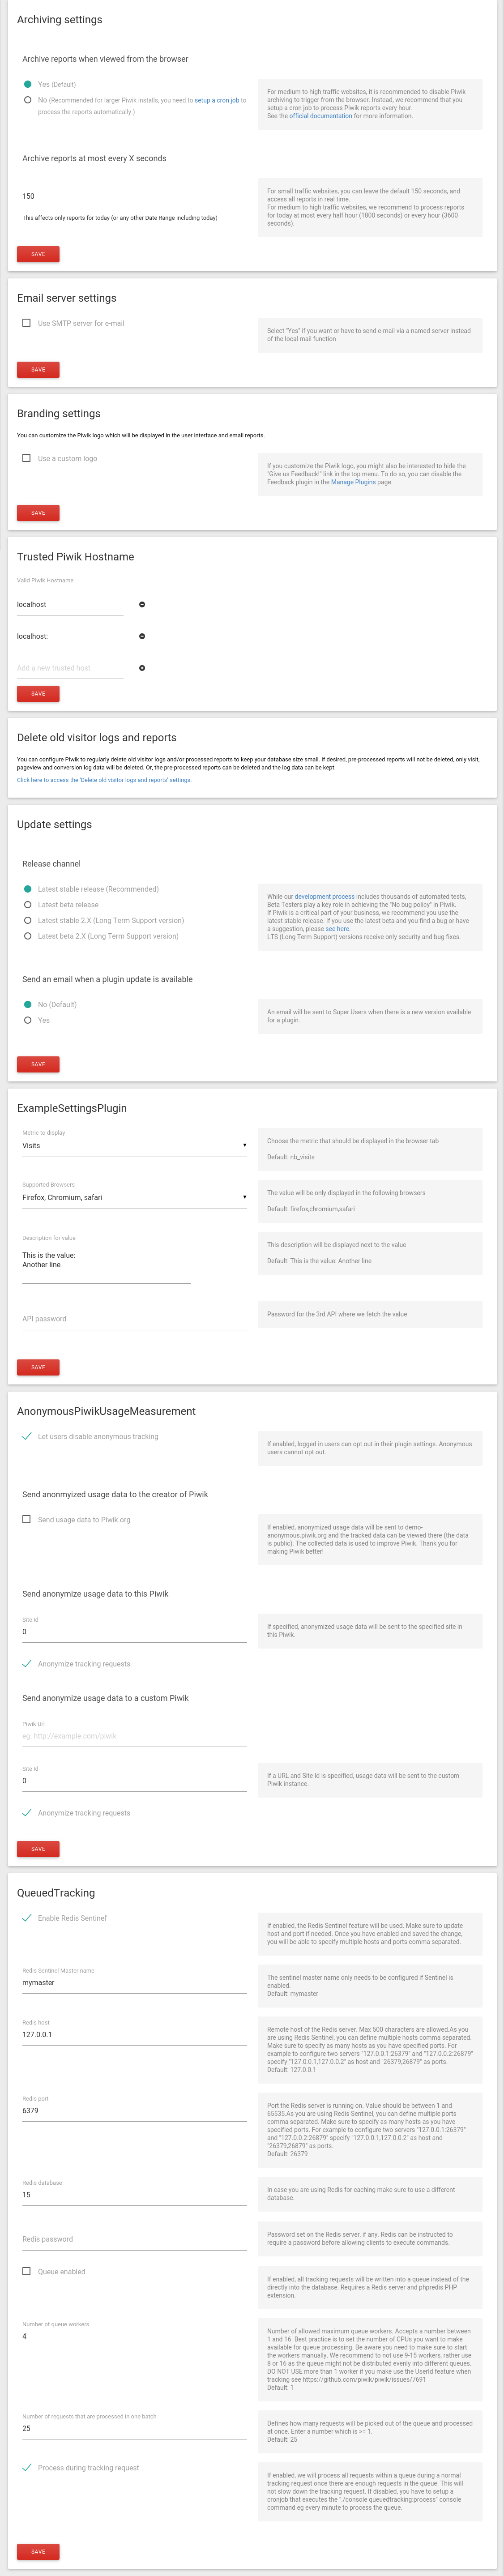 Archiving settings
Archive reports when viewed from the browser
Yes (Default)
No (Recommended for larger Piwik installs, you need to setup a cron job to
process the reports automatically.)
For medium to high traffic websites, it is recommended to disable Piwik
archiving to trigger from the browser. Instead, we recommend that you
setup a cron job to process Piwik reports every hour.
See the official documentation for more information.
Archive reports at most every X seconds
150
This affects only reports for today (or any other Date Range including today)
For small traffic websites, you can leave the default 150 seconds, and
access all reports in real time.
For medium to high traffic websites, we recommend to process reports
for today at most every half hour (1800 seconds) or every hour (3600
seconds).
SAVE
Email server settings
Use SMTP server for e-mail
Select "Yes" if you want or have to send e-mail via a named server instead
of the local mail function
SAVE
Branding settings
You can customize the Piwik logo which will be displayed in the user interface and email reports.
Use a custom logo
If you customize the Piwik logo, you might also be interested to hide the
"Give us Feedback!" link in the top menu. To do so, you can disable the
Feedback plugin in the Manage Plugins page.
SAVE
Trusted Piwik Hostname
Valid Piwik Hostname
localhost
localhost:
Add a new trusted host
SAVE
Delete old visitor logs and reports
You can configure Piwik to regularly delete old visitor logs and/or processed reports to keep your database size small. If desired, pre-processed reports will not be deleted, only visit,
pageview and conversion log data will be deleted. Or, the pre-processed reports can be deleted and the log data can be kept.
Click here to access the 'Delete old visitor logs and reports' settings.
Update settings
Release channel
Latest stable release (Recommended)
Latest beta release
Latest stable 2.X (Long Term Support version)
Latest beta 2.X (Long Term Support version)
While our development process includes thousands of automated tests,
Beta Testers play a key role in achieving the "No bug policy" in Piwik.
If Piwik is a critical part of your business, we recommend you use the
latest stable release. If you use the latest beta and you find a bug or have
a suggestion, please see here.
LTS (Long Term Support) versions receive only security and bug fixes.
Send an email when a plugin update is available
No (Default)
Yes
An email will be sent to Super Users when there is a new version available
for a plugin.
SAVE
ExampleSettingsPlugin
Metric to display
Visits
Choose the metric that should be displayed in the browser tab
Default: nb_visits
Supported Browsers
Firefox, Chromium, safari
The value will be only displayed in the following browsers
Default: firefox,chromium,safari
Description for value
This is the value:
Another line
This description will be displayed next to the value
Default: This is the value: Another line
API password
Password for the 3rd API where we fetch the value
SAVE
AnonymousPiwikUsageMeasurement
Let users disable anonymous tracking
If enabled, logged in users can opt out in their plugin settings. Anonymous
users cannot opt out.
Send anonmyized usage data to the creator of Piwik
Send usage data to Piwik.org
If enabled, anonymized usage data will be sent to demo-
anonymous.piwik.org and the tracked data can be viewed there (the data
is public). The collected data is used to improve Piwik. Thank you for
making Piwik better!
Send anonymize usage data to this Piwik
Site Id
0
If specified, anonymized usage data will be sent to the specified site in
this Piwik.
Anonymize tracking requests
Send anonymize usage data to a custom Piwik
Piwik Url
eg. http://example.com/piwik
Site Id
0
If a URL and Site Id is specified, usage data will be sent to the custom
Piwik instance.
Anonymize tracking requests
SAVE
QueuedTracking
Enable Redis Sentinel'
If enabled, the Redis Sentinel feature will be used. Make sure to update
host and port if needed. Once you have enabled and saved the change,
you will be able to specify multiple hosts and ports comma separated.
Redis Sentinel Master name
mymaster
The sentinel master name only needs to be configured if Sentinel is
enabled.
Default: mymaster
Redis host
127.0.0.1
Remote host of the Redis server. Max 500 characters are allowed.As you
are using Redis Sentinel, you can define multiple hosts comma separated.
Make sure to specify as many hosts as you have specified ports. For
example to configure two servers "127.0.0.1:26379" and "127.0.0.2:26879"
specify "127.0.0.1,127.0.0.2" as host and "26379,26879" as ports.
Default: 127.0.0.1
Redis port
6379
Port the Redis server is running on. Value should be between 1 and
65535.As you are using Redis Sentinel, you can define multiple ports
comma separated. Make sure to specify as many hosts as you have
specified ports. For example to configure two servers "127.0.0.1:26379"
and "127.0.0.2:26879" specify "127.0.0.1,127.0.0.2" as host and
"26379,26879" as ports.
Default: 26379
Redis database
15
In case you are using Redis for caching make sure to use a different
database.
Redis password
Password set on the Redis server, if any. Redis can be instructed to
require a password before allowing clients to execute commands.
Queue enabled
If enabled, all tracking requests will be written into a queue instead of the
directly into the database. Requires a Redis server and phpredis PHP
extension.
Number of queue workers
4
Number of allowed maximum queue workers. Accepts a number between
1 and 16. Best practice is to set the number of CPUs you want to make
available for queue processing. Be aware you need to make sure to start
the workers manually. We recommend to not use 9-15 workers, rather use
8 or 16 as the queue might not be distributed evenly into different queues.
DO NOT USE more than 1 worker if you make use the UserId feature when
tracking see https://github.com/piwik/piwik/issues/7691
Default: 1
Number of requests that are processed in one batch
25
Defines how many requests will be picked out of the queue and processed
at once. Enter a number which is >= 1.
Default: 25
Process during tracking request
If enabled, we will process all requests within a queue during a normal
tracking request once there are enough requests in the queue. This will
not slow down the tracking request. If disabled, you have to setup a
cronjob that executes the "./console queuedtracking:process" console
command eg every minute to process the queue.
SAVE